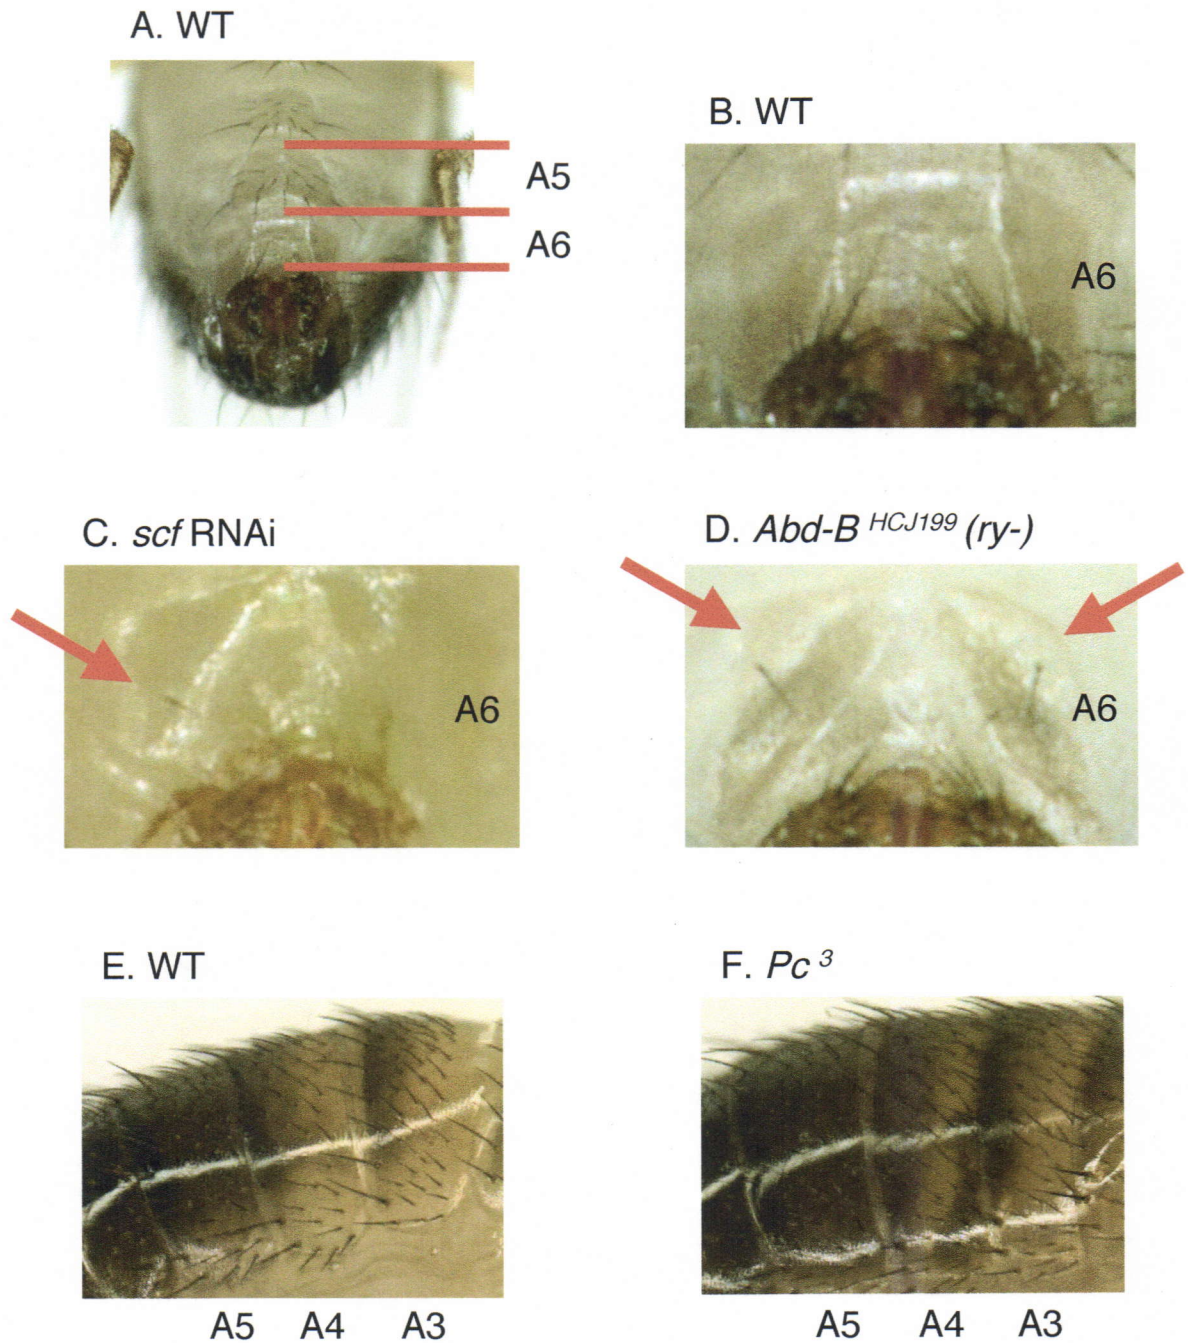 A. WT
B. WT
A5
A6
A6
C. scf RNAi
D. Abd-B HCJ199 (ry-)
A6
A6
E. WT
F. Pc 3
A5 A4 A3
A5 A4 A3